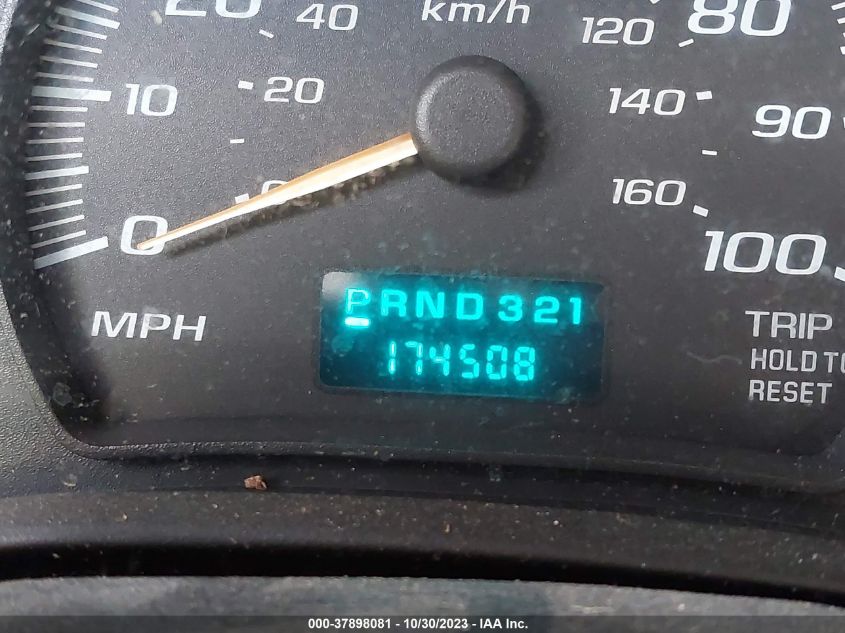 20 40 km/h 120 80
10 20 140 90
0 0 160 100
PRND321
MPH TRIP
174508 HOLD TO
RESET
000-37898081 - 10/30/2023 - IAA Inc.